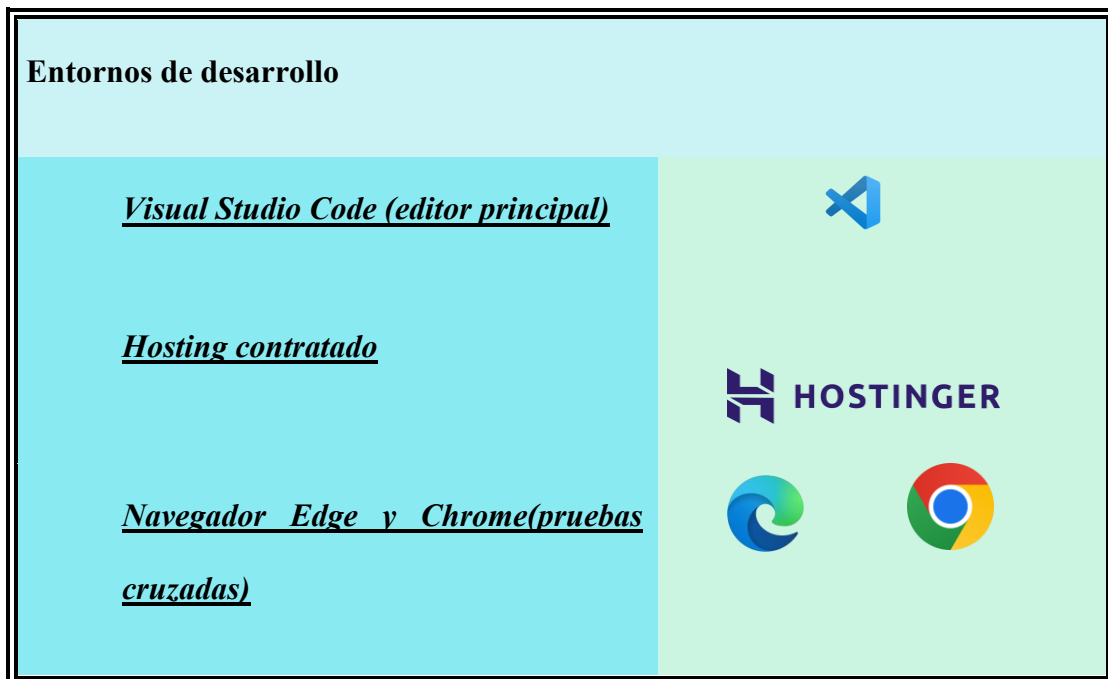 Entornos de desarrollo
Visual Studio Code (editor principal)
Hosting contratado
HOSTINGER
Navegador Edge y Chrome(pruebas
cruzadas)